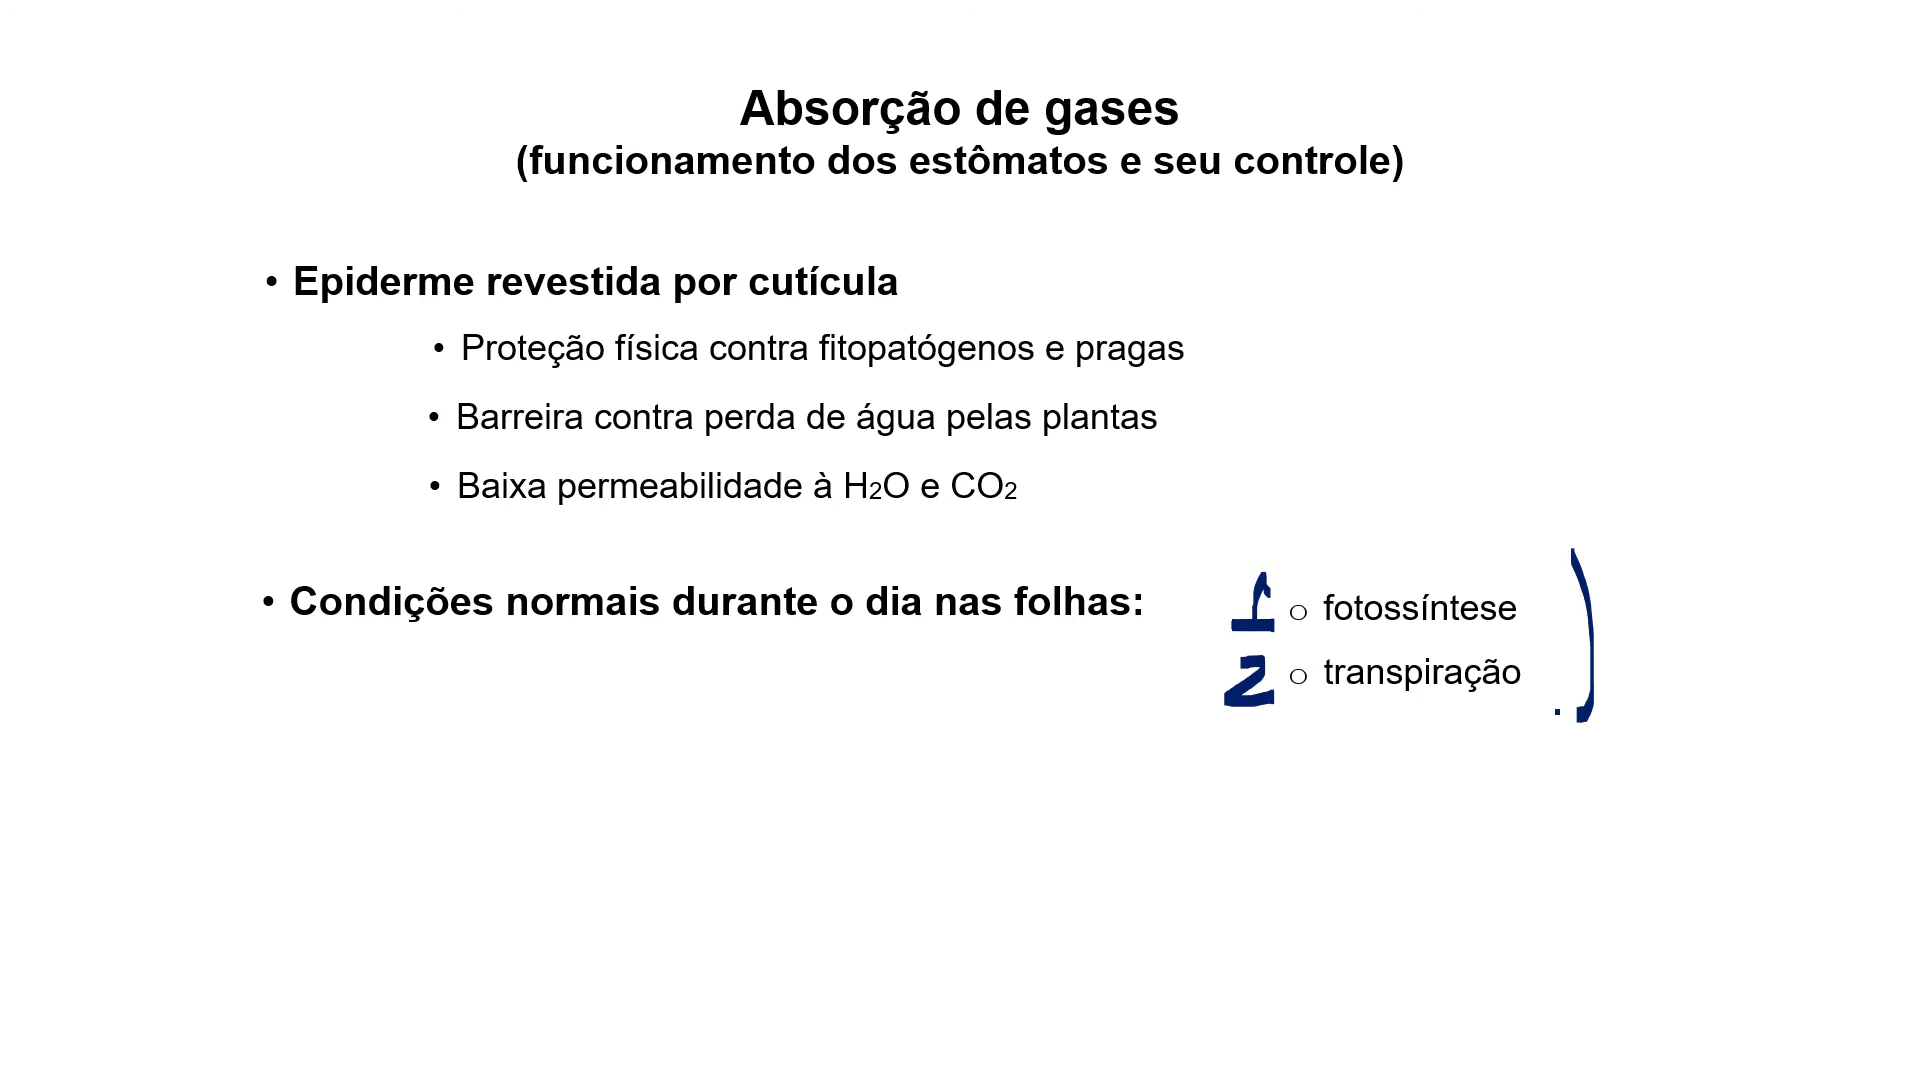 Absorção de gases
(funcionamento dos estômatos e seu controle)
• Epiderme revestida por cutícula
• Proteção física contra fitopatógenos e pragas
• Barreira contra perda de água pelas plantas
• Baixa permeabilidade à H2O e CO2
• Condições normais durante o dia nas folhas:
1 o fotossíntese
2 o transpiração